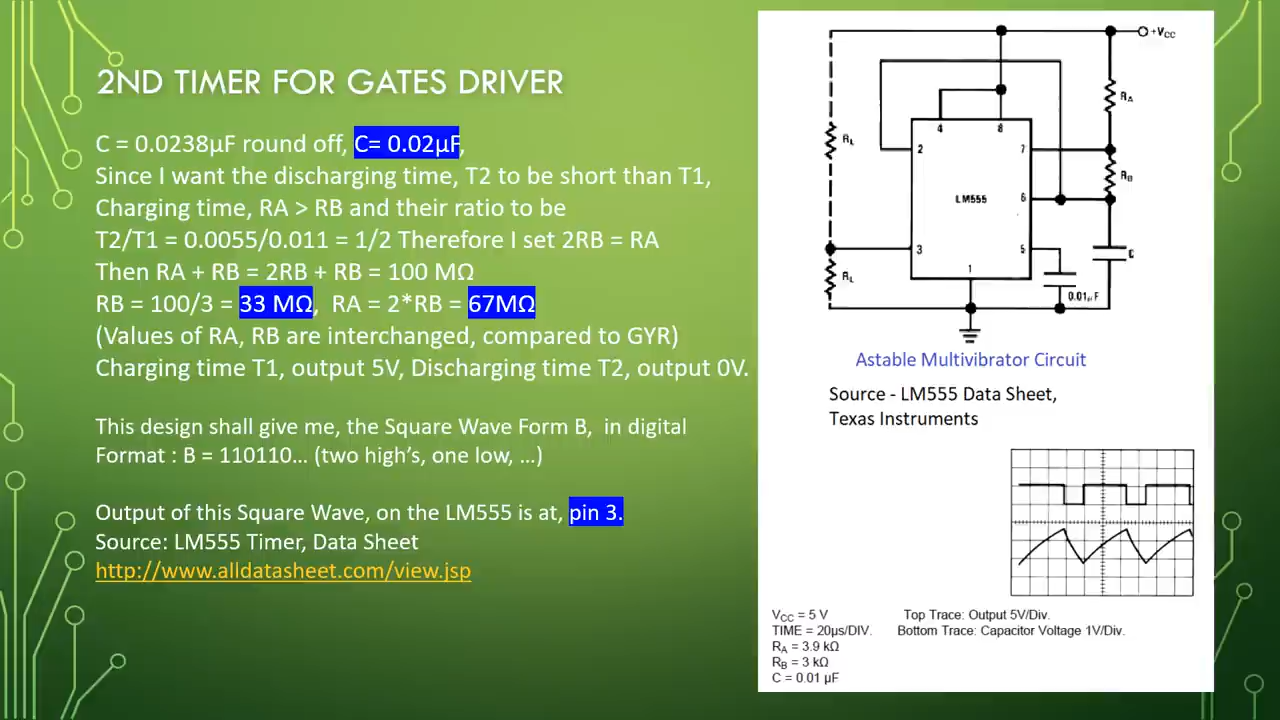 2ND TIMER FOR GATES DRIVER
C = 0.0238µF round off, C= 0.02µF,
Since I want the discharging time, T2 to be short than T1,
Charging time, RA > RB and their ratio to be
T2/T1 = 0.0055/0.011 = 1/2 Therefore I set 2RB = RA
Then RA + RB = 2RB + RB = 100 MΩ
RB = 100/3 = 33 MΩ, RA = 2*RB = 67MΩ
(Values of RA, RB are interchanged, compared to GYR)
Charging time T1, output 5V, Discharging time T2, output 0V.
This design shall give me, the Square Wave Form B, in digital
Format : B = 110110... (two high's, one low, ...)
Output of this Square Wave, on the LM555 is at, pin 3.
Source: LM555 Timer, Data Sheet
http://www.alldatasheet.com/view.jsp
+VCC
RA
4 8
RL
2 7
RB
LM555
6
3 5
1
RL
C
0.01µF
Astable Multivibrator Circuit
Source - LM555 Data Sheet,
Texas Instruments
VCC = 5 V Top Trace: Output 5V/Div.
TIME = 20µs/DIV. Bottom Trace: Capacitor Voltage 1V/Div.
RA = 3.9 kΩ
RB = 3 kΩ
C = 0.01 µF